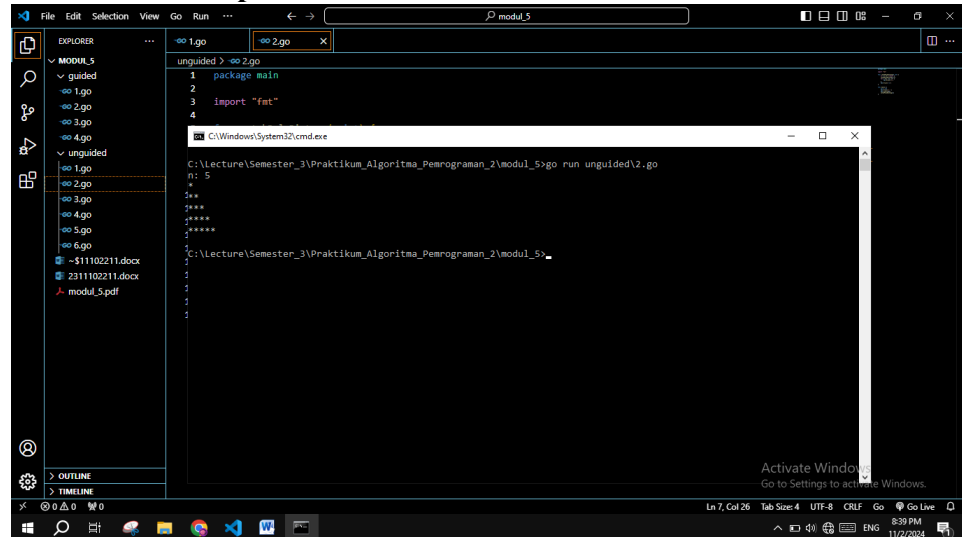 File Edit Selection View Go Run ··· ← → modul_5
EXPLORER ···
1.go
2.go ×
MODUL_5
unguided > 2.go
guided
1.go
2.go
3.go
4.go
unguided
1.go
2.go
3.go
4.go
5.go
6.go
~$11102211.docx
2311102211.docx
modul_5.pdf
OUTLINE
TIMELINE
1 package main
2
3 import "fmt"
4
C:\Windows\System32\cmd.exe
C:\Lecture\Semester_3\Praktikum_Algoritma_Pemrograman_2\modul_5>go run unguided\2.go
n: 5
*
**
***
****
*****
C:\Lecture\Semester_3\Praktikum_Algoritma_Pemrograman_2\modul_5>
Activate Windows
Go to Settings to activate Windows.
0 0 0 Ln 7, Col 26 Tab Size: 4 UTF-8 CRLF Go Go Live
ENG 8:39 PM
11/2/2024